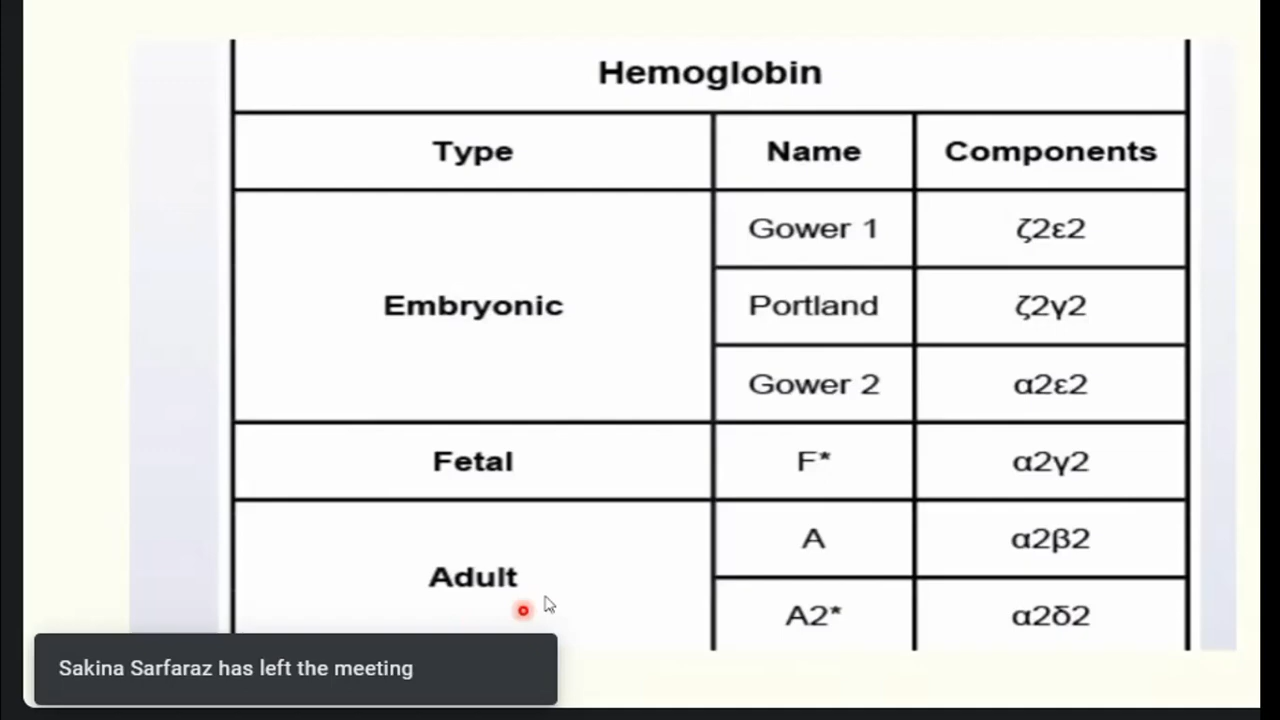 Hemoglobin
Type Name Components
Embryonic Gower 1 ζ2ε2
Portland ζ2γ2
Gower 2 α2ε2
Fetal F* α2γ2
Adult A α2β2
A2* α2δ2
Sakina Sarfaraz has left the meeting